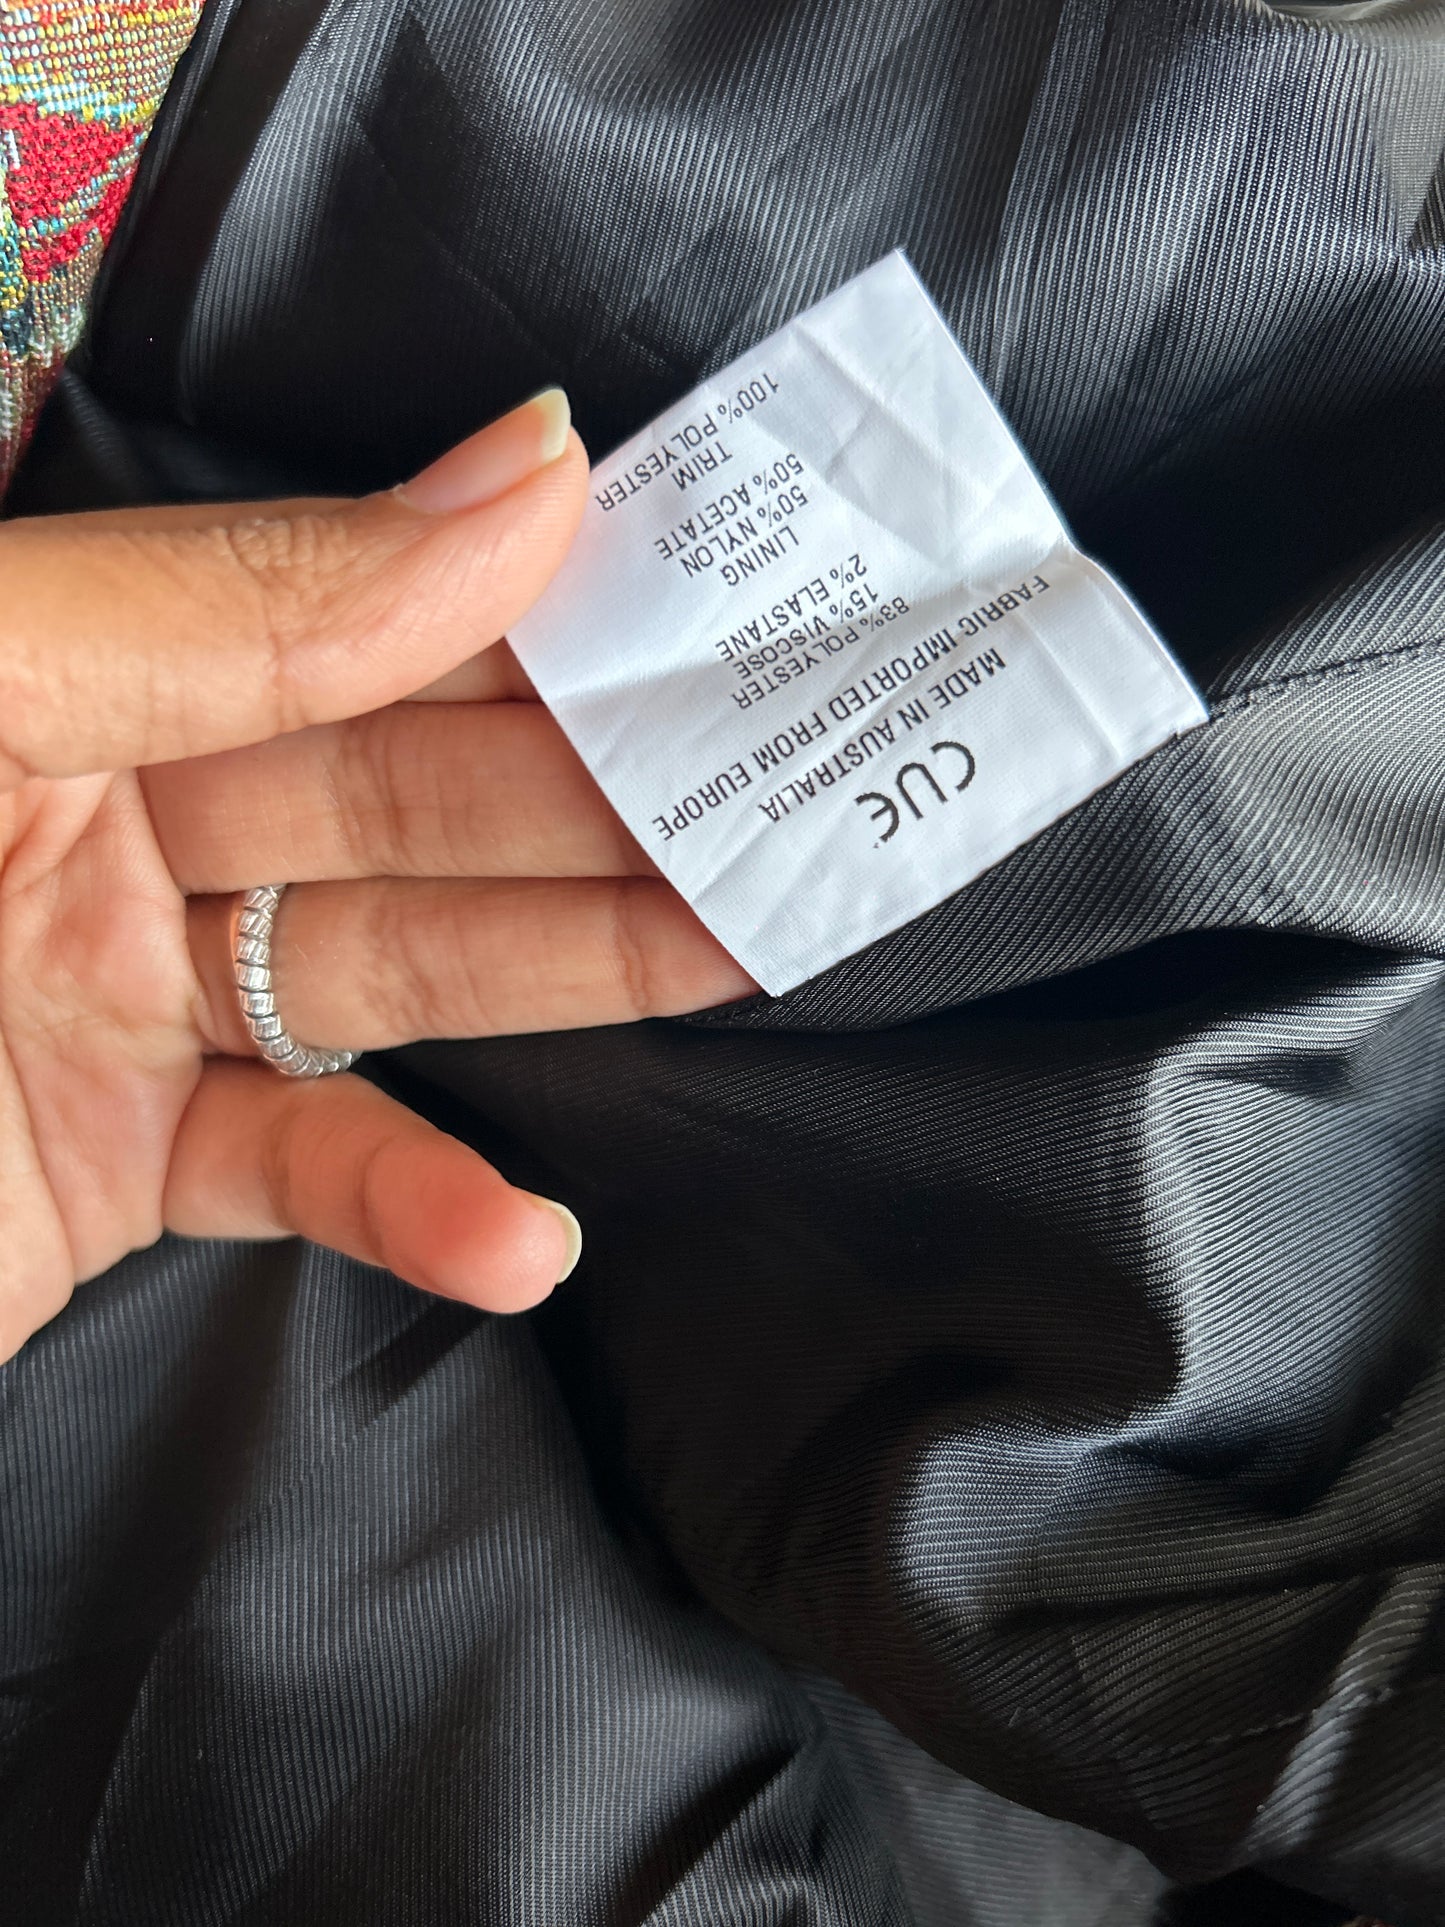 CUE
MADE IN AUSTRALIA
FABRIC IMPORTED FROM EUROPE
83% POLYESTER
15% VISCOSE
2% ELASTANE
LINING
50% NYLON
50% ACETATE
TRIM
100% POLYESTER